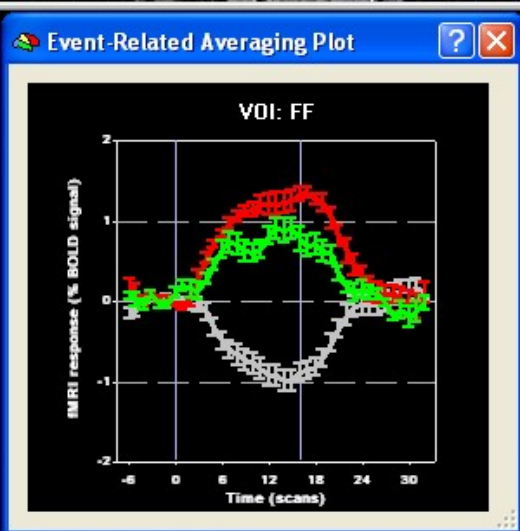 Event-Related Averaging Plot
?
VOI: FF
fMRI response (% BOLD signal)
2
1
0
-1
-2
-6 0 6 12 18 24 30
Time (scans)